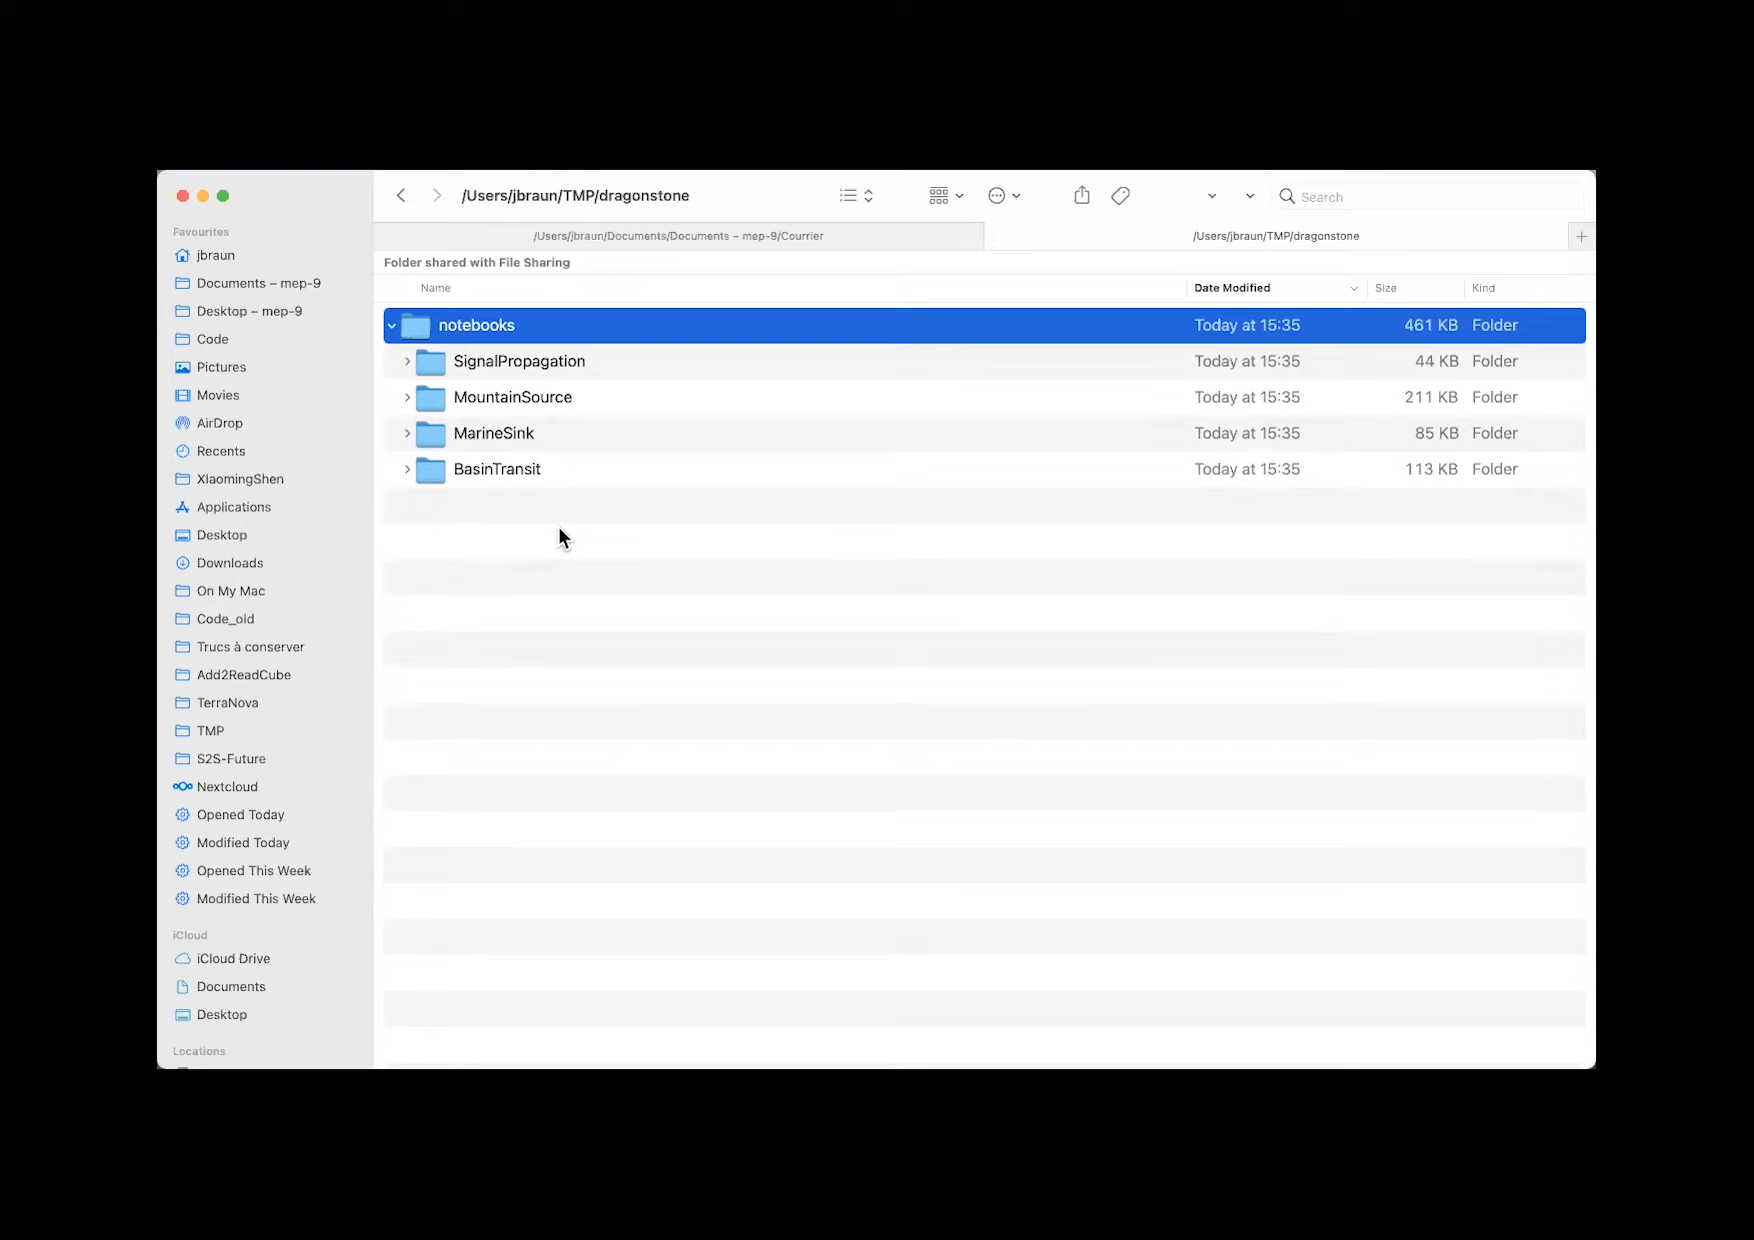 /Users/jbraun/TMP/dragonstone
Search
/Users/jbraun/Documents/Documents – mep-9/Courrier
/Users/jbraun/TMP/dragonstone
Folder shared with File Sharing
Name Date Modified Size Kind
notebooks Today at 15:35 461 KB Folder
SignalPropagation Today at 15:35 44 KB Folder
MountainSource Today at 15:35 211 KB Folder
MarineSink Today at 15:35 85 KB Folder
BasinTransit Today at 15:35 113 KB Folder
Favourites
jbraun
Documents – mep-9
Desktop – mep-9
Code
Pictures
Movies
AirDrop
Recents
XIaomingShen
Applications
Desktop
Downloads
On My Mac
Code_old
Trucs à conserver
Add2ReadCube
TerraNova
TMP
S2S-Future
Nextcloud
Opened Today
Modified Today
Opened This Week
Modified This Week
iCloud
iCloud Drive
Documents
Desktop
Locations